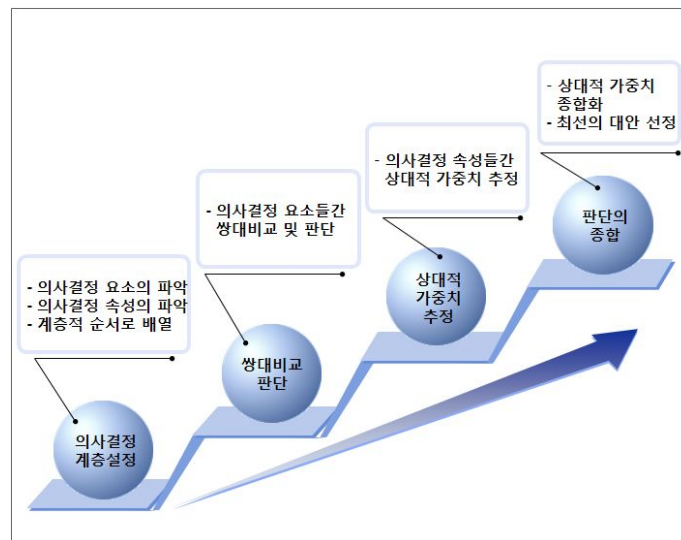 - 상대적 가중치
종합화
- 최선의 대안 선정
- 의사결정 속성들간
상대적 가중치 추정
- 의사결정 요소들간
쌍대비교 및 판단
- 의사결정 요소의 파악
- 의사결정 속성의 파악
- 계층적 순서로 배열
판단의
종합
상대적
가중치
추정
쌍대비교
판단
의사결정
계층설정